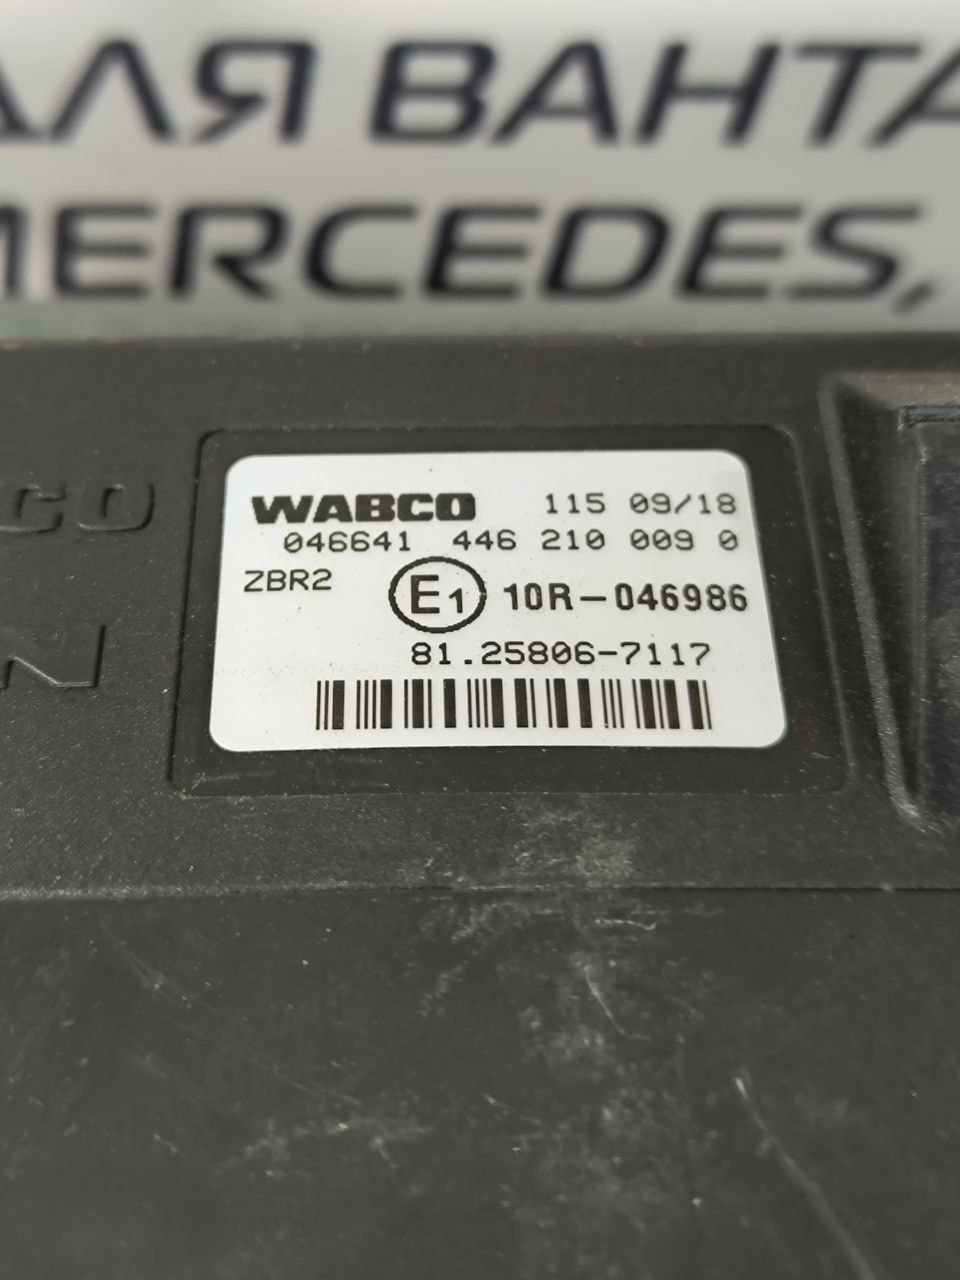 ДЛЯ ВАНТА
MERCEDES,
CO
N
WABCO 115 09/18
046641 446 210 009 0
ZBR2 E1 10R-046986
81.25806-7117